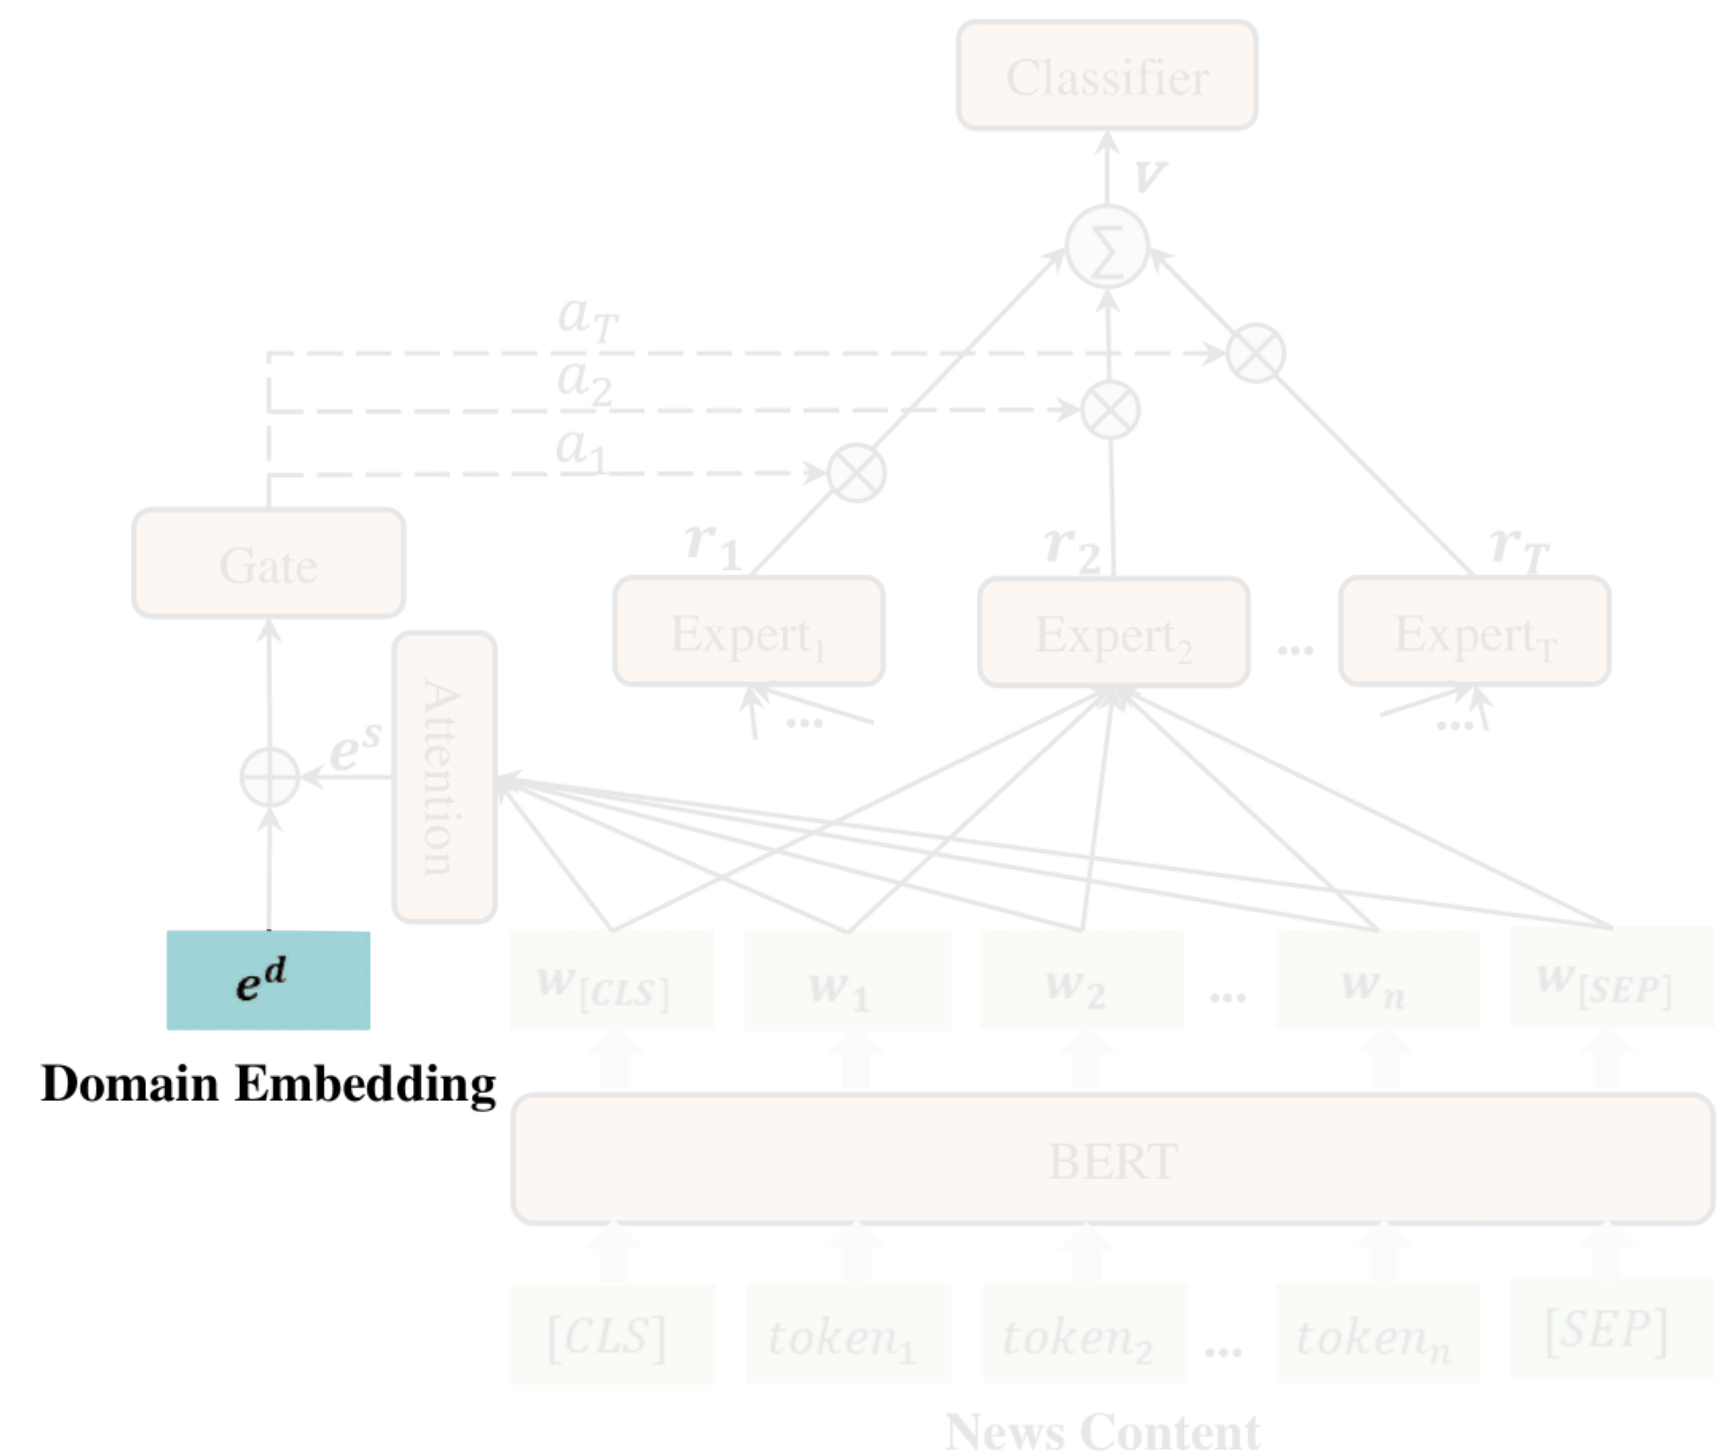 Classifier
v
∑
a_T
a_2
a_1
Gate
r_1
r_2
r_T
Expert_1
Expert_2
...
Expert_T
Attention
...
...
e^s
e^d
w_[CLS]
w_1
w_2
...
w_n
w_[SEP]
Domain Embedding
BERT
[CLS]
token_1
token_2
...
token_n
[SEP]
News Content